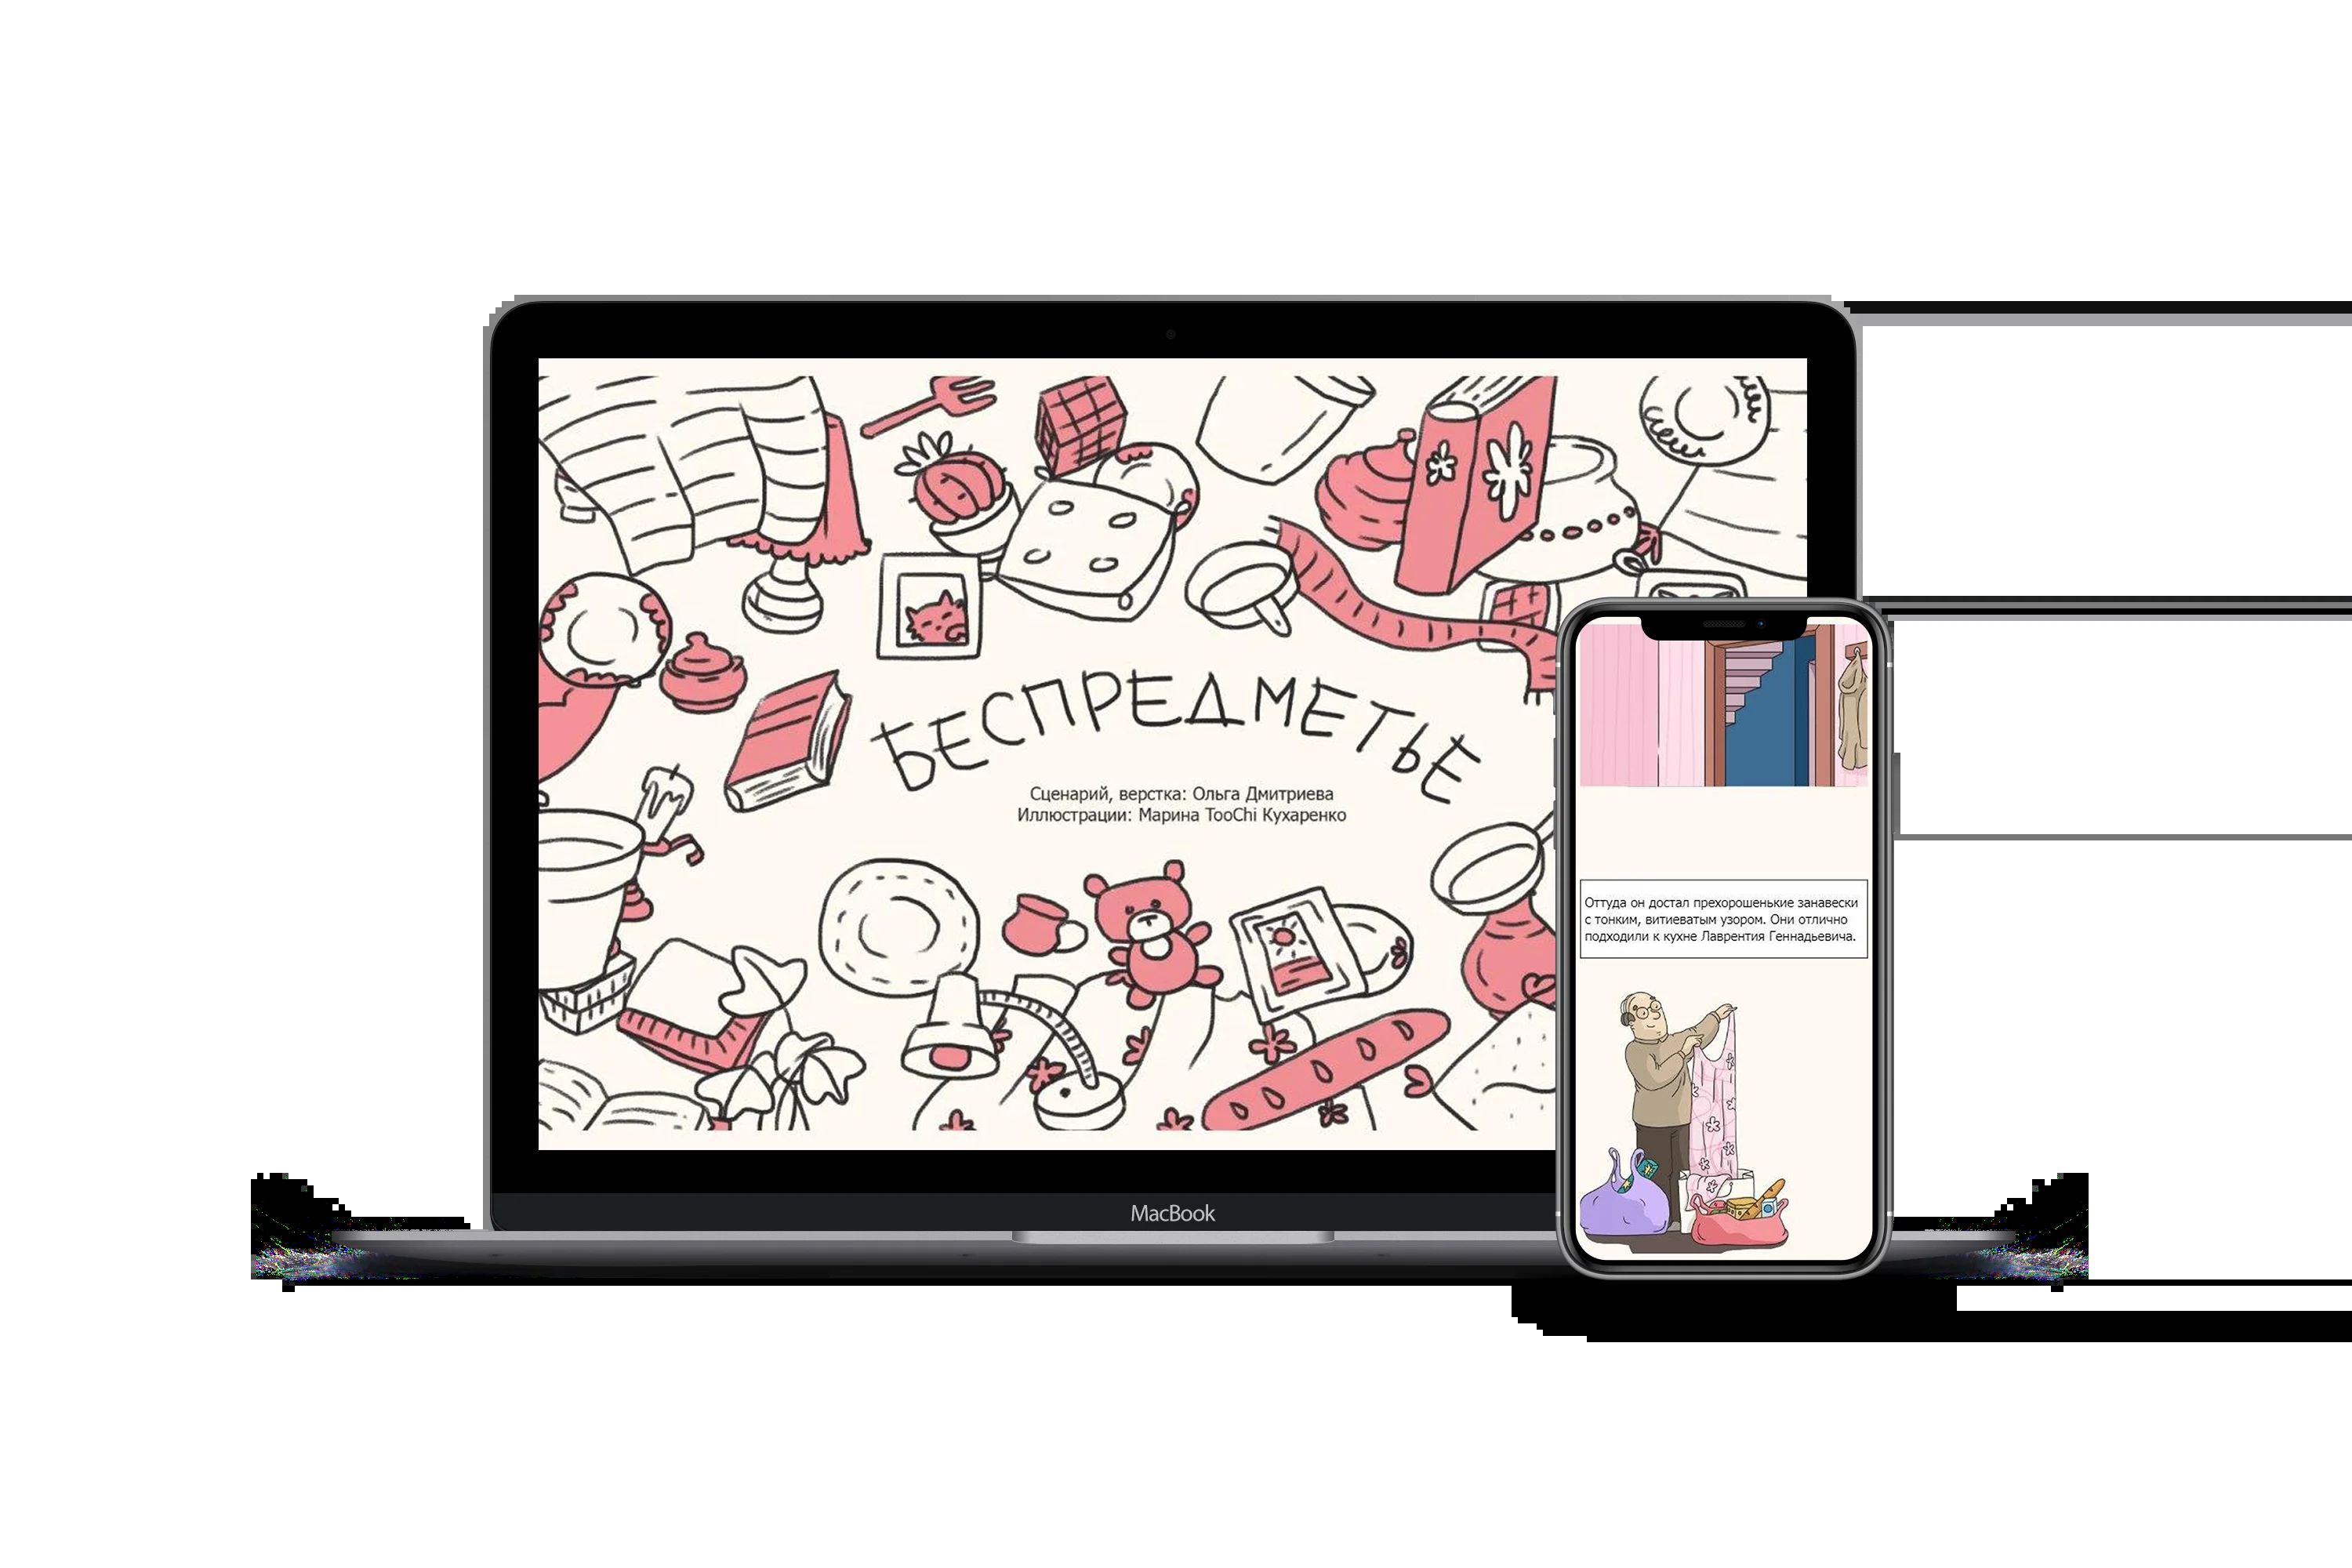 БЕСПРЕДМЕТЬЕ
Сценарий, верстка: Ольга Дмитриева
Иллюстрации: Марина TooChi Кухаренко
Оттуда он достал прехорошенькие занавески
с тонким, витиеватым узором. Они отлично
подходили к кухне Лаврентия Геннадьевича.
MacBook